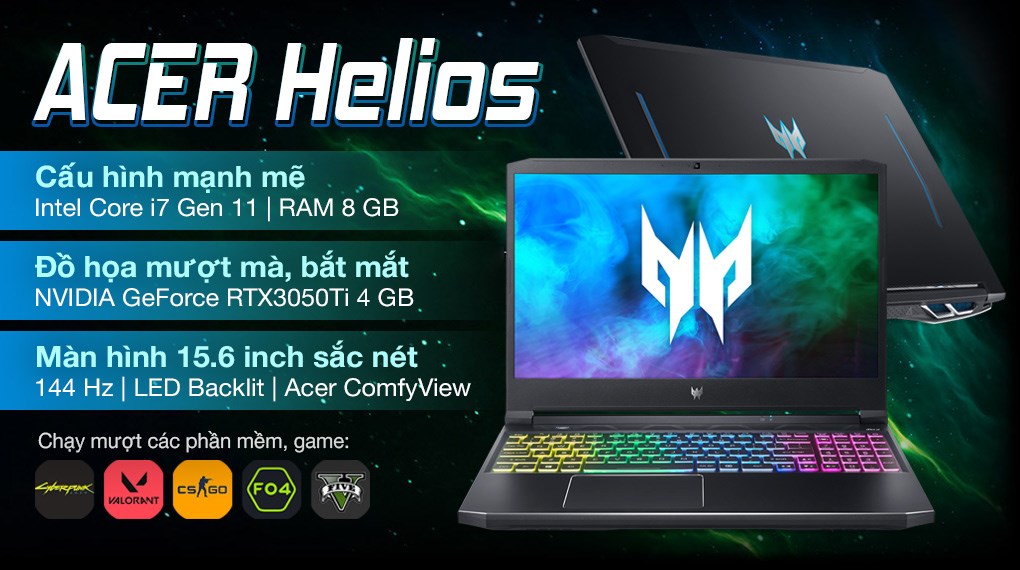 ACER Helios
Cấu hình mạnh mẽ
Intel Core i7 Gen 11 | RAM 8 GB
Đồ họa mượt mà, bắt mắt
NVIDIA GeForce RTX3050Ti 4 GB
Màn hình 15.6 inch sắc nét
144 Hz | LED Backlit | Acer ComfyView
Chạy mượt các phần mềm, game:
Cyberpunk
VALORANT
CS GO
FO4
V
FIVE